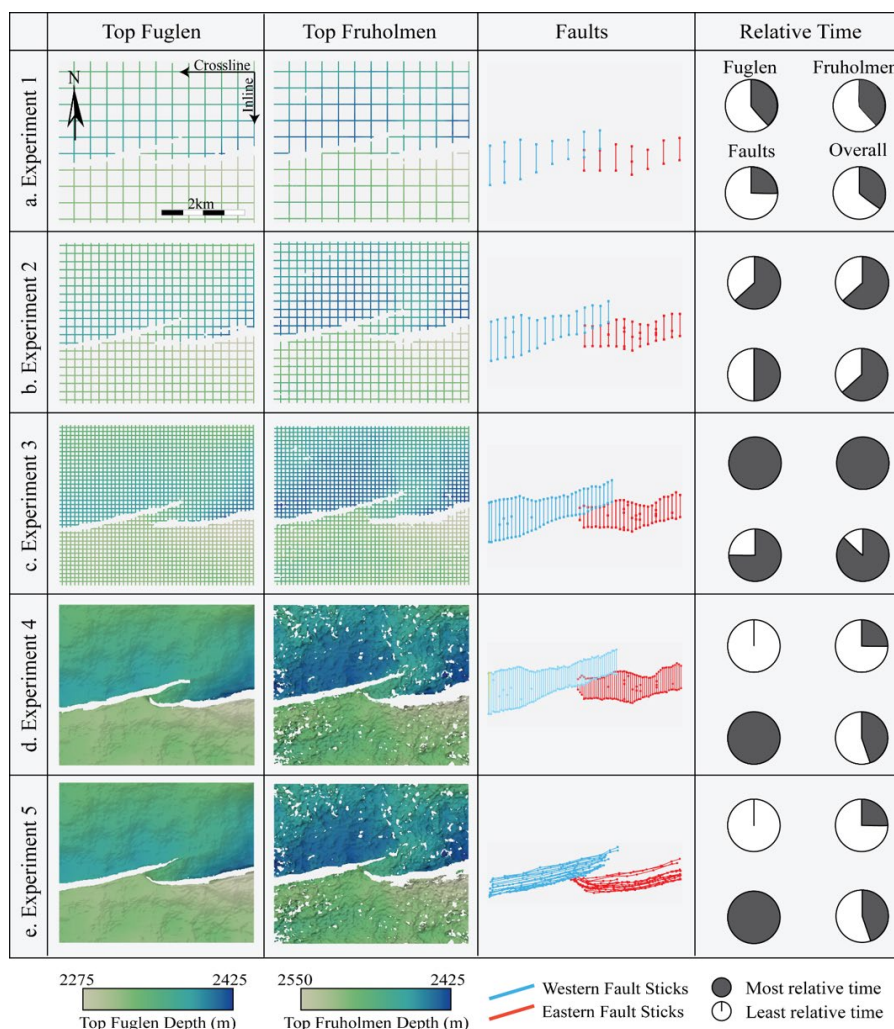 Top Fuglen
Top Fruholmen
Faults
Relative Time
a. Experiment 1
N
Crossline
Inline
2km
Fuglen
Fruholmen
Faults
Overall
b. Experiment 2
c. Experiment 3
d. Experiment 4
e. Experiment 5
2275
2425
Top Fuglen Depth (m)
2550
2425
Top Fruholmen Depth (m)
Western Fault Sticks
Eastern Fault Sticks
Most relative time
Least relative time